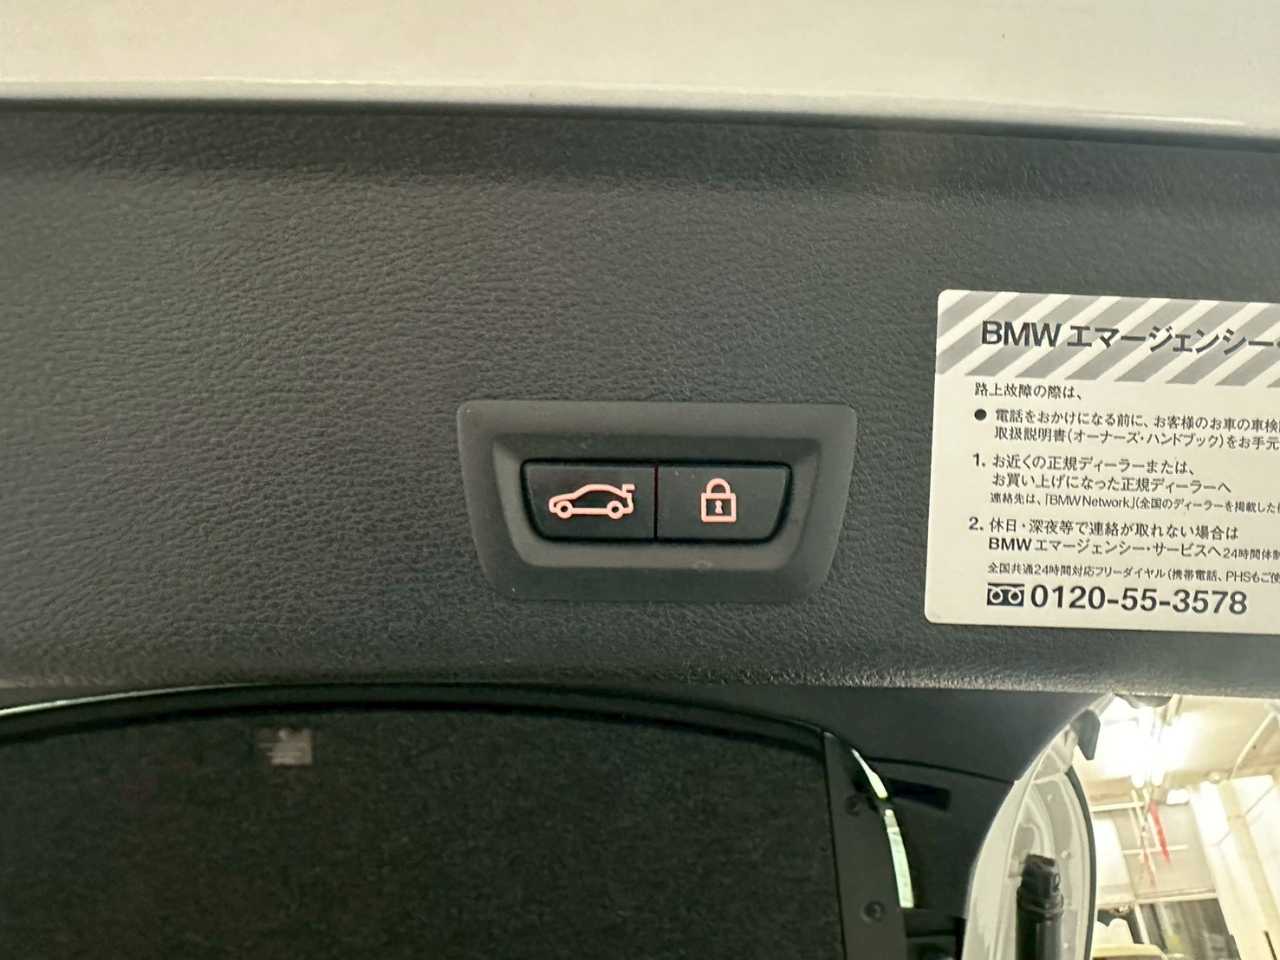 BMWエマージェンシー・
路上故障の際は、
● 電話をおかけになる前に、お客様のお車の車検
取扱説明書(オーナーズ・ハンドブック)をお手元
1. お近くの正規ディーラーまたは、
お買い上げになった正規ディーラーへ
連絡先は、「BMW Network」(全国のディーラーを掲載した
2. 休日・深夜等で連絡が取れない場合は
BMWエマージェンシー・サービスへ24時間体制
全国共通24時間対応フリーダイヤル(携帯電話、PHSもご使
0120-55-3578